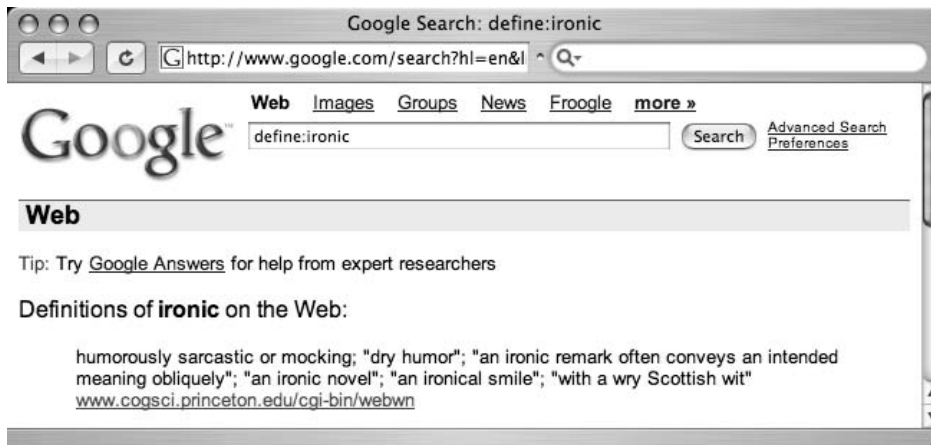 Google Search: define:ironic
http://www.google.com/search?hl=en&l
Web Images Groups News Froogle more »
Google™
define:ironic Search Advanced Search
Preferences
Web
Tip: Try Google Answers for help from expert researchers
Definitions of ironic on the Web:
humorously sarcastic or mocking; "dry humor"; "an ironic remark often conveys an intended
meaning obliquely"; "an ironic novel"; "an ironical smile"; "with a wry Scottish wit"
www.cogsci.princeton.edu/cgi-bin/webwn